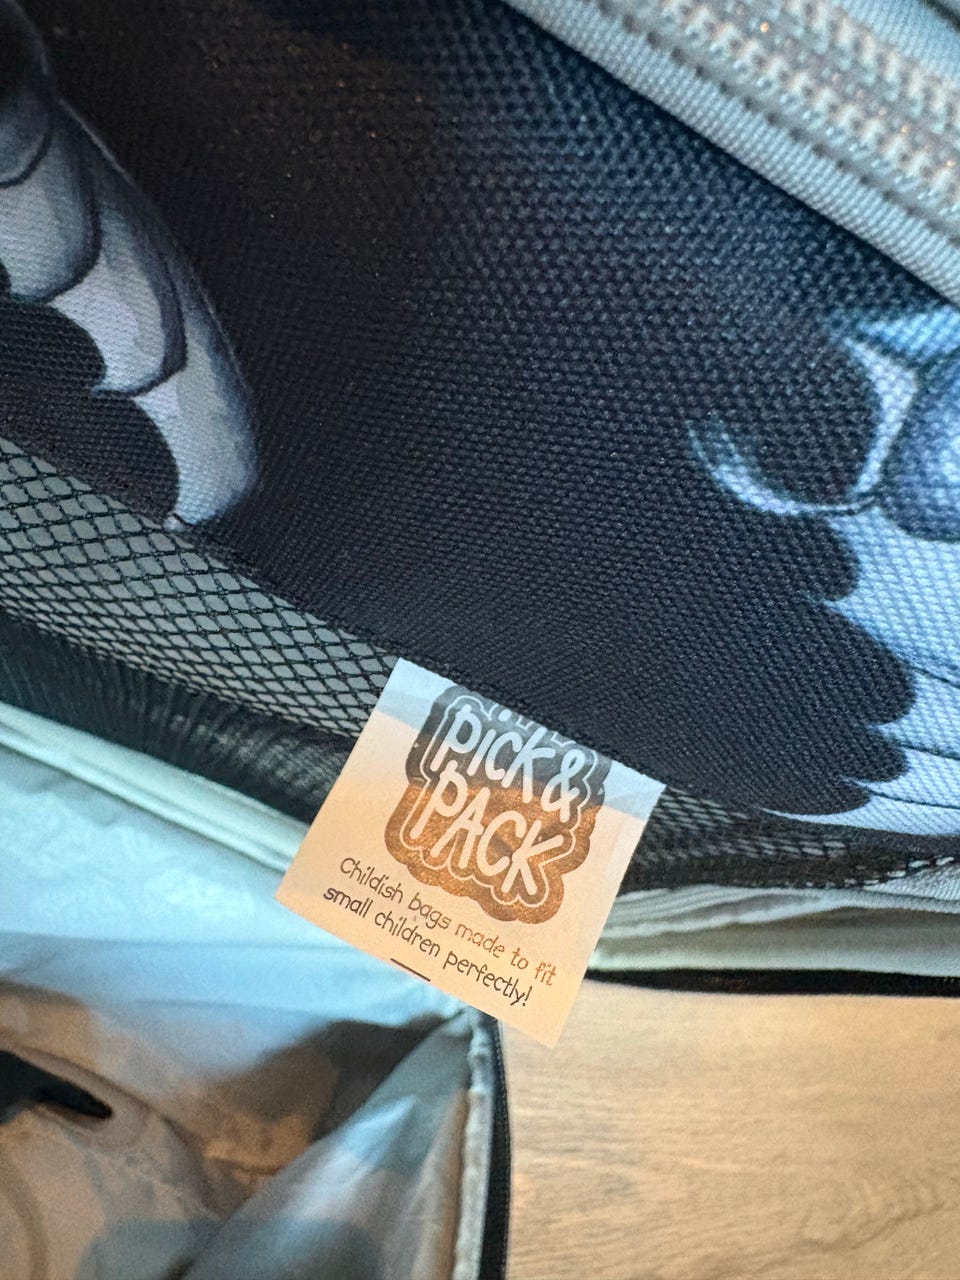 Pick &
PACK
Childish bags made to fit
small children perfectly!